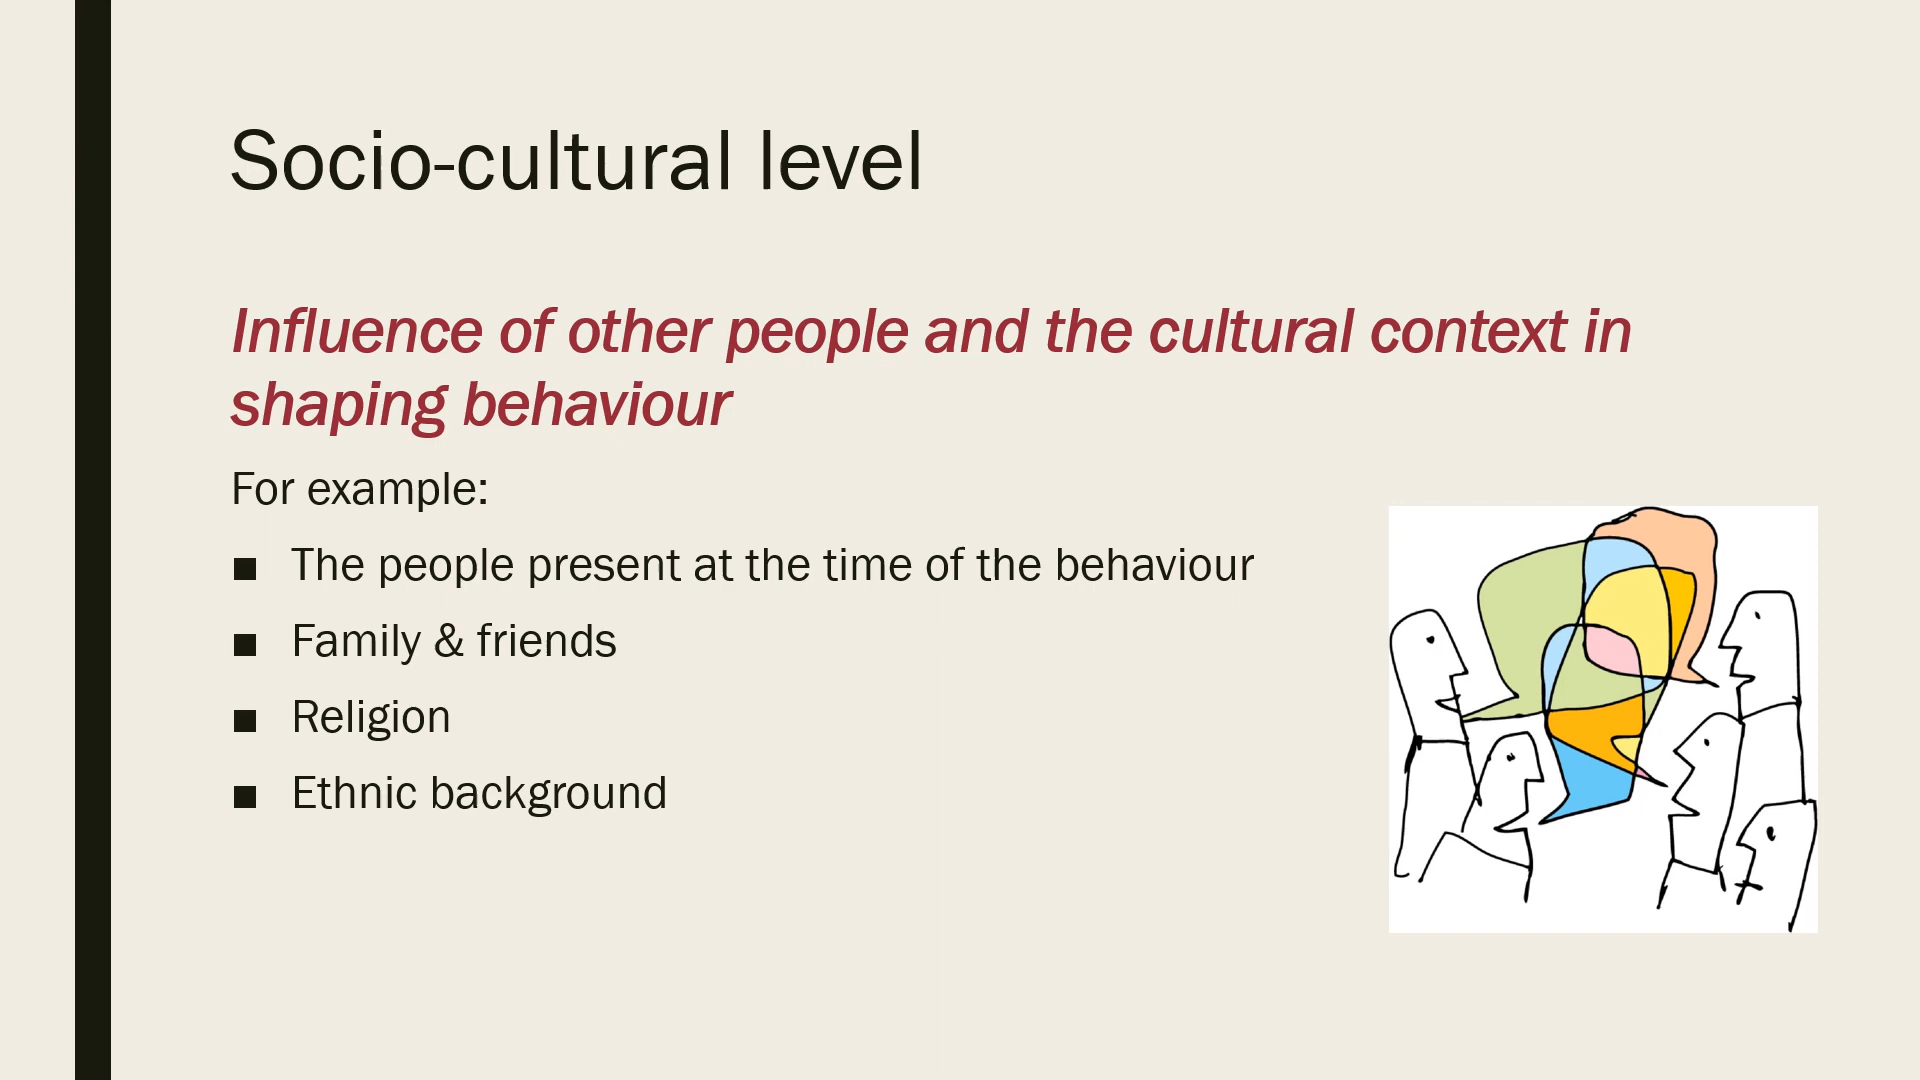 Socio-cultural level
Influence of other people and the cultural context in
shaping behaviour
For example:
■ The people present at the time of the behaviour
■ Family & friends
■ Religion
■ Ethnic background